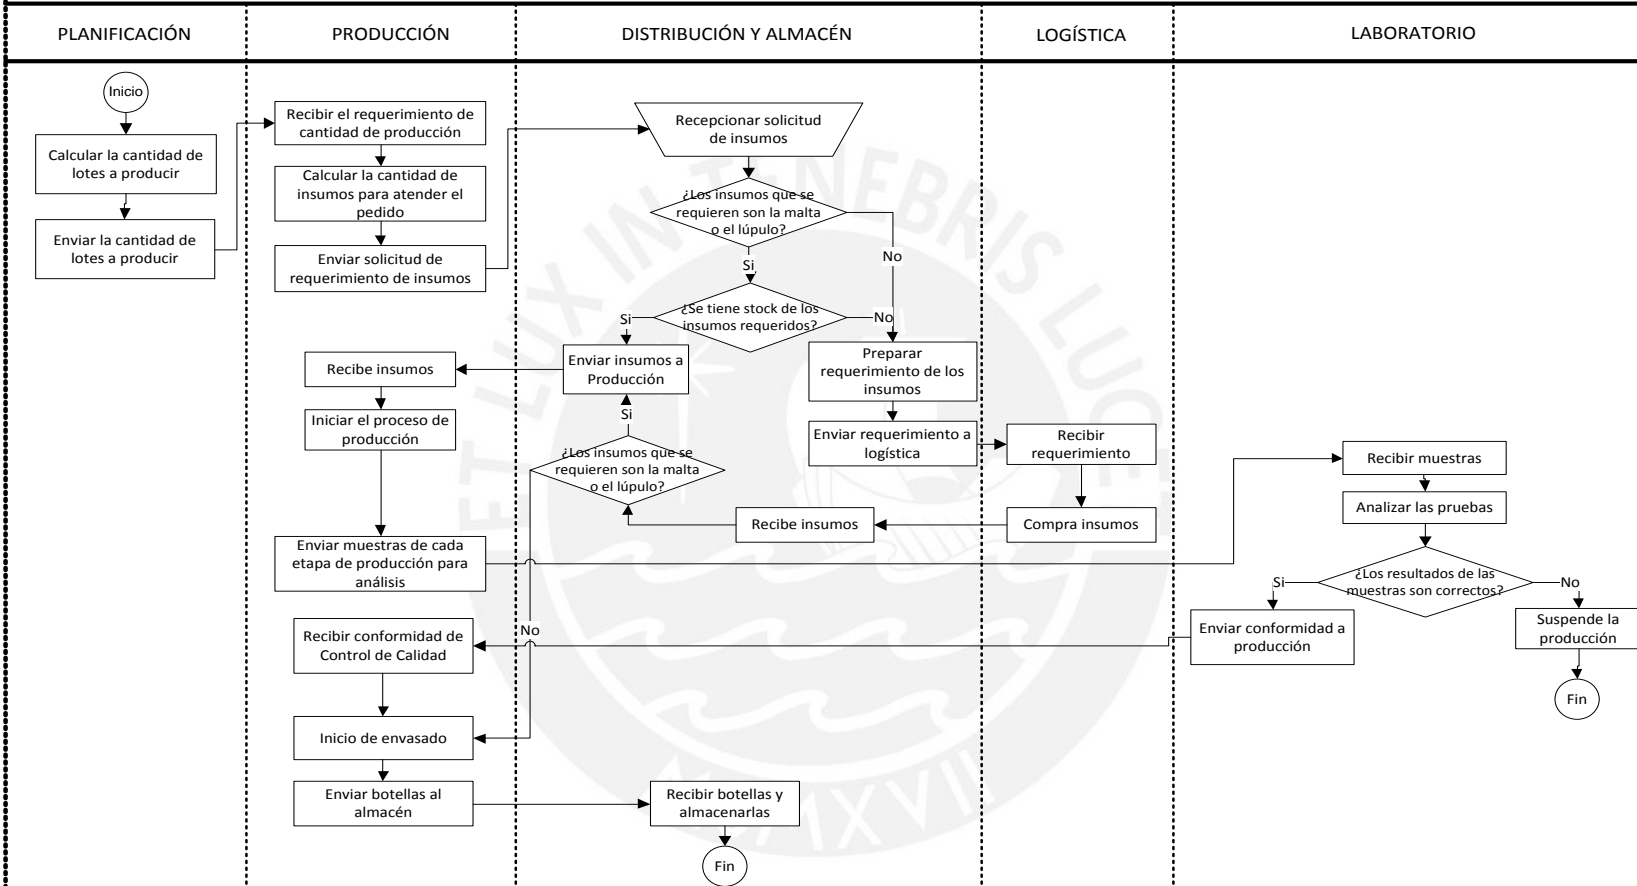 PLANIFICACIÓN
PRODUCCIÓN
DISTRIBUCIÓN Y ALMACÉN
LOGÍSTICA
LABORATORIO
Inicio
Calcular la cantidad de
lotes a producir
Enviar la cantidad de
lotes a producir
Recibir el requerimiento de
cantidad de producción
Calcular la cantidad de
insumos para atender el
pedido
Enviar solicitud de
requerimiento de insumos
Recepcionar solicitud
de insumos
¿Los insumos que se
requieren son la malta
o el lúpulo?
No
Si
¿Se tiene stock de los
insumos requeridos?
Si
No
Enviar insumos a
Producción
Preparar
requerimiento de los
insumos
Recibe insumos
Iniciar el proceso de
producción
Si
¿Los insumos que se
requieren son la malta
o el lúpulo?
Enviar requerimiento a
logística
Recibir
requerimiento
Recibe insumos
Compra insumos
Enviar muestras de cada
etapa de producción para
análisis
Recibir muestras
Analizar las pruebas
¿Los resultados de las
muestras son correctos?
Si
No
Enviar conformidad a
producción
Suspende la
producción
Fin
Recibir conformidad de
Control de Calidad
No
Inicio de envasado
Enviar botellas al
almacén
Recibir botellas y
almacenarlas
Fin
ET LUX IN TENEBRIS LUCET
MCMXVII